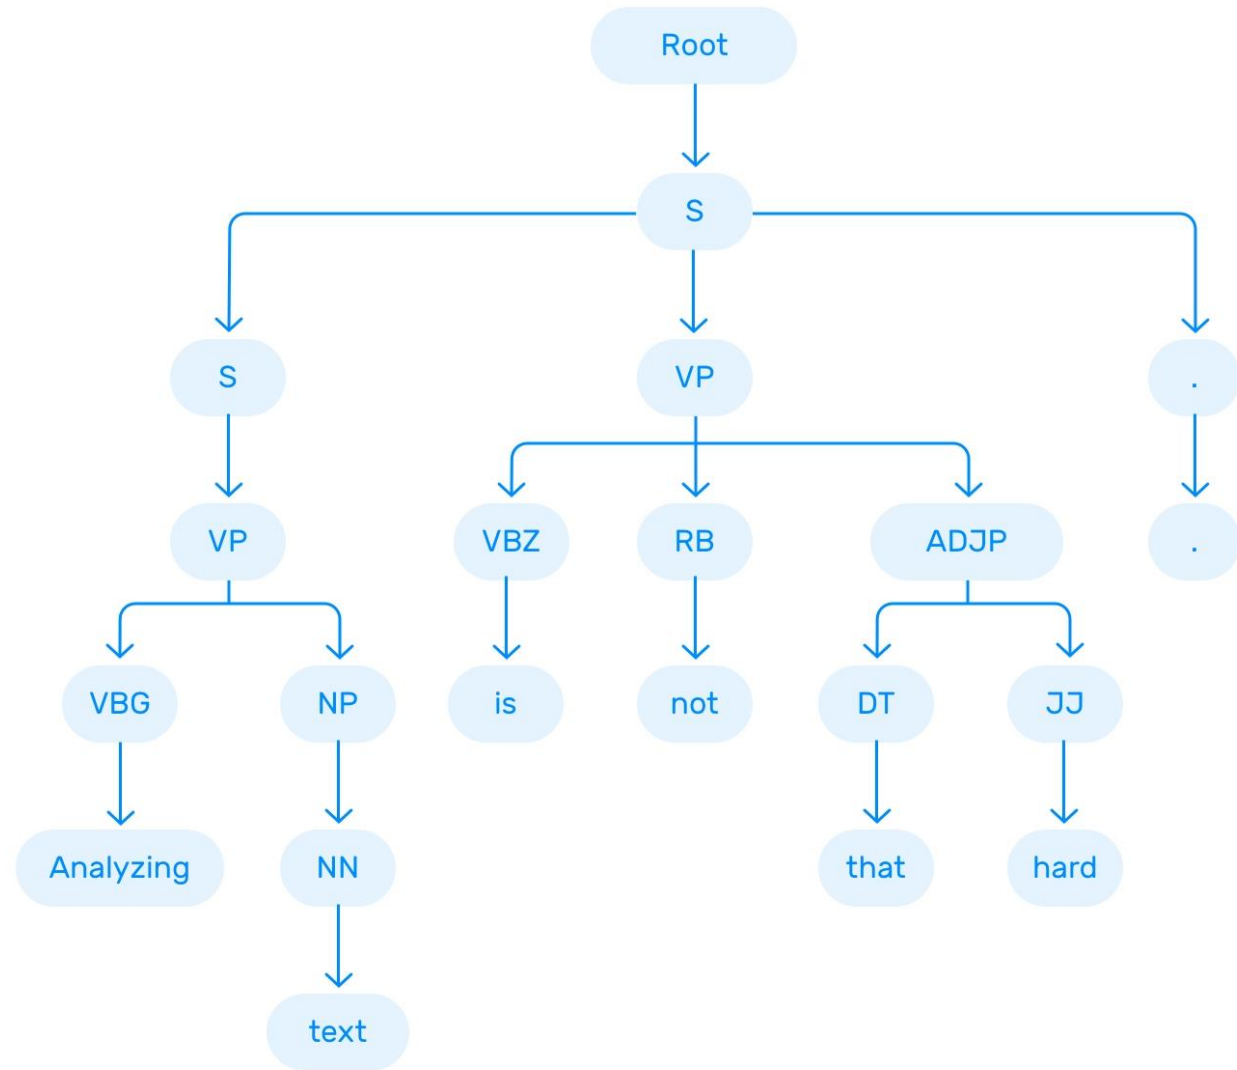 Root
S
S VP .
VP VBZ RB ADJP .
VBG NP is not DT JJ
Analyzing NN that hard
text